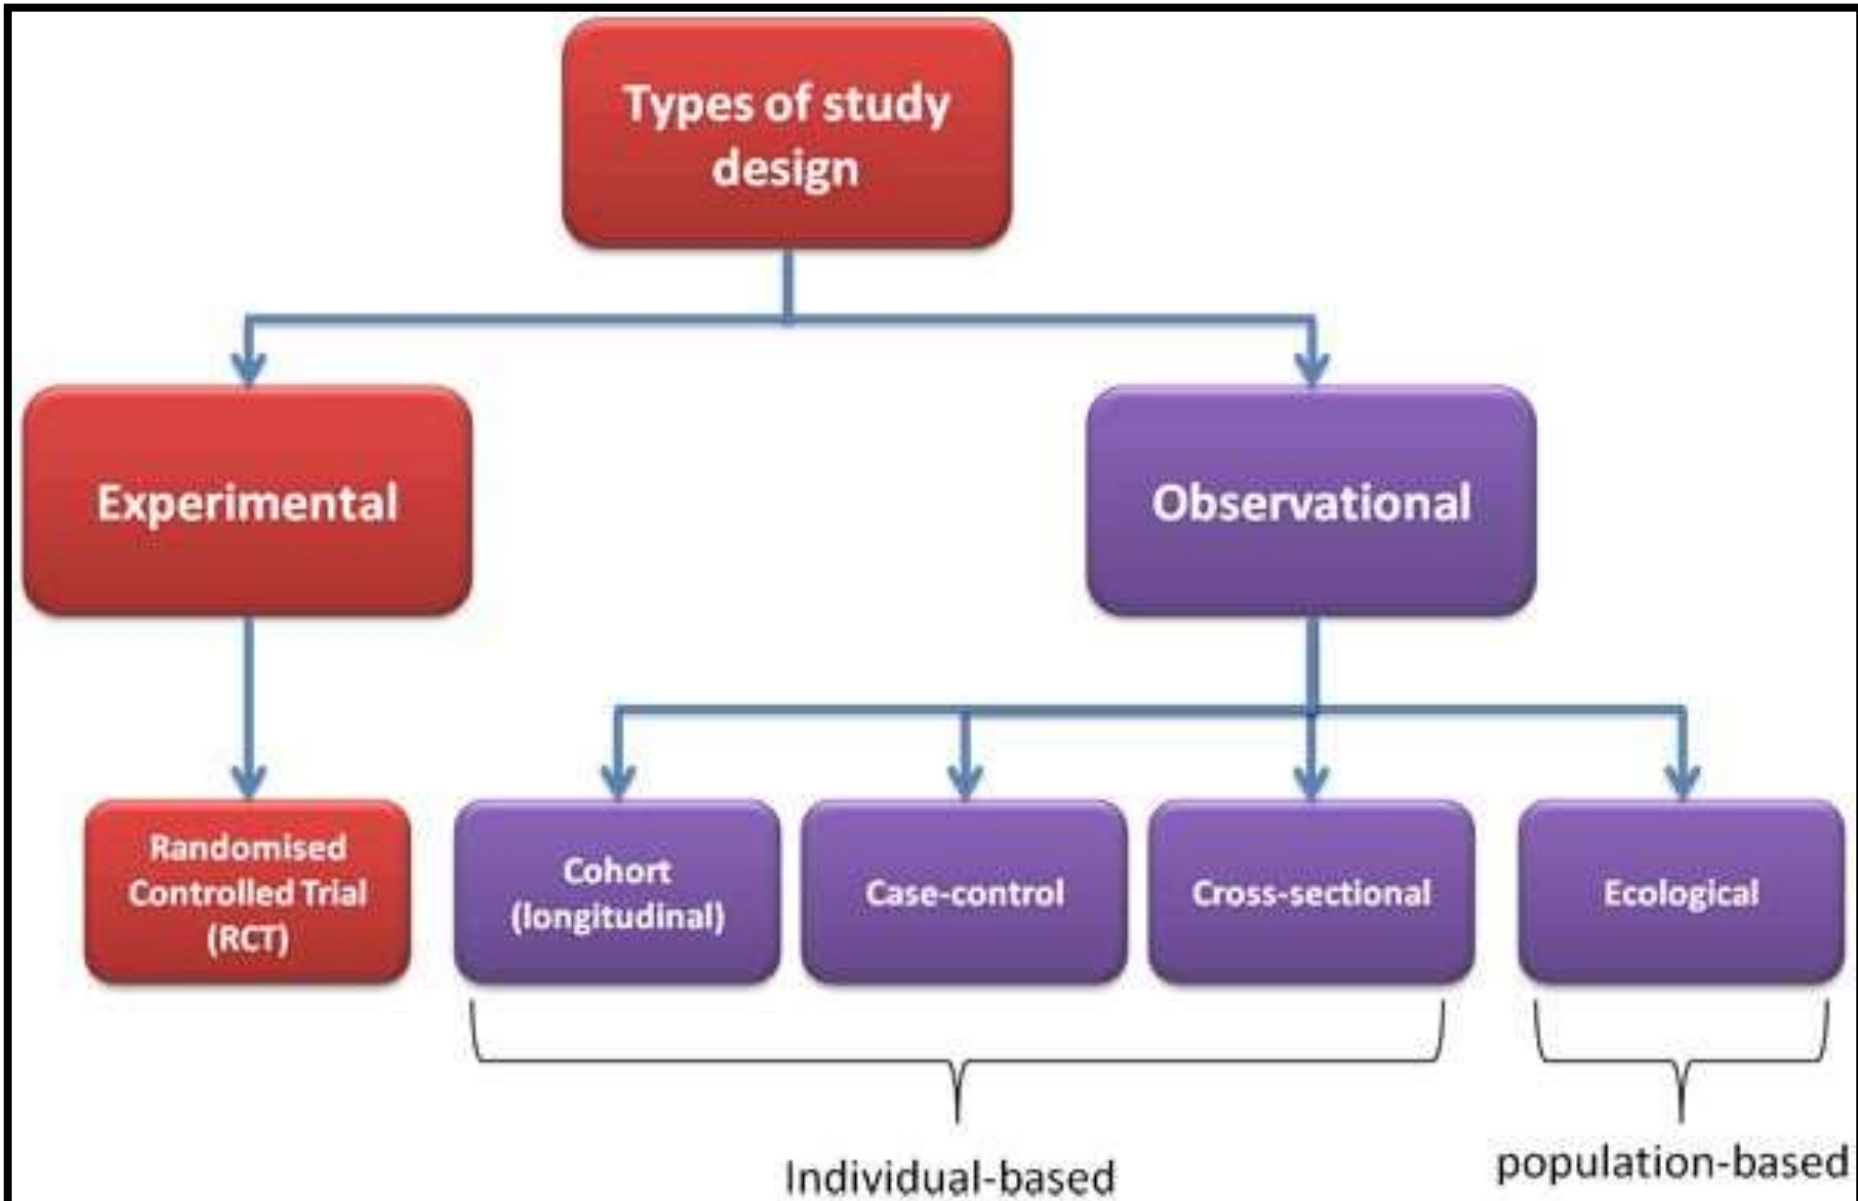 Types of study
design
Experimental
Observational
Randomised
Controlled Trial
(RCT)
Cohort
(longitudinal)
Case-control
Cross-sectional
Ecological
Individual-based
population-based